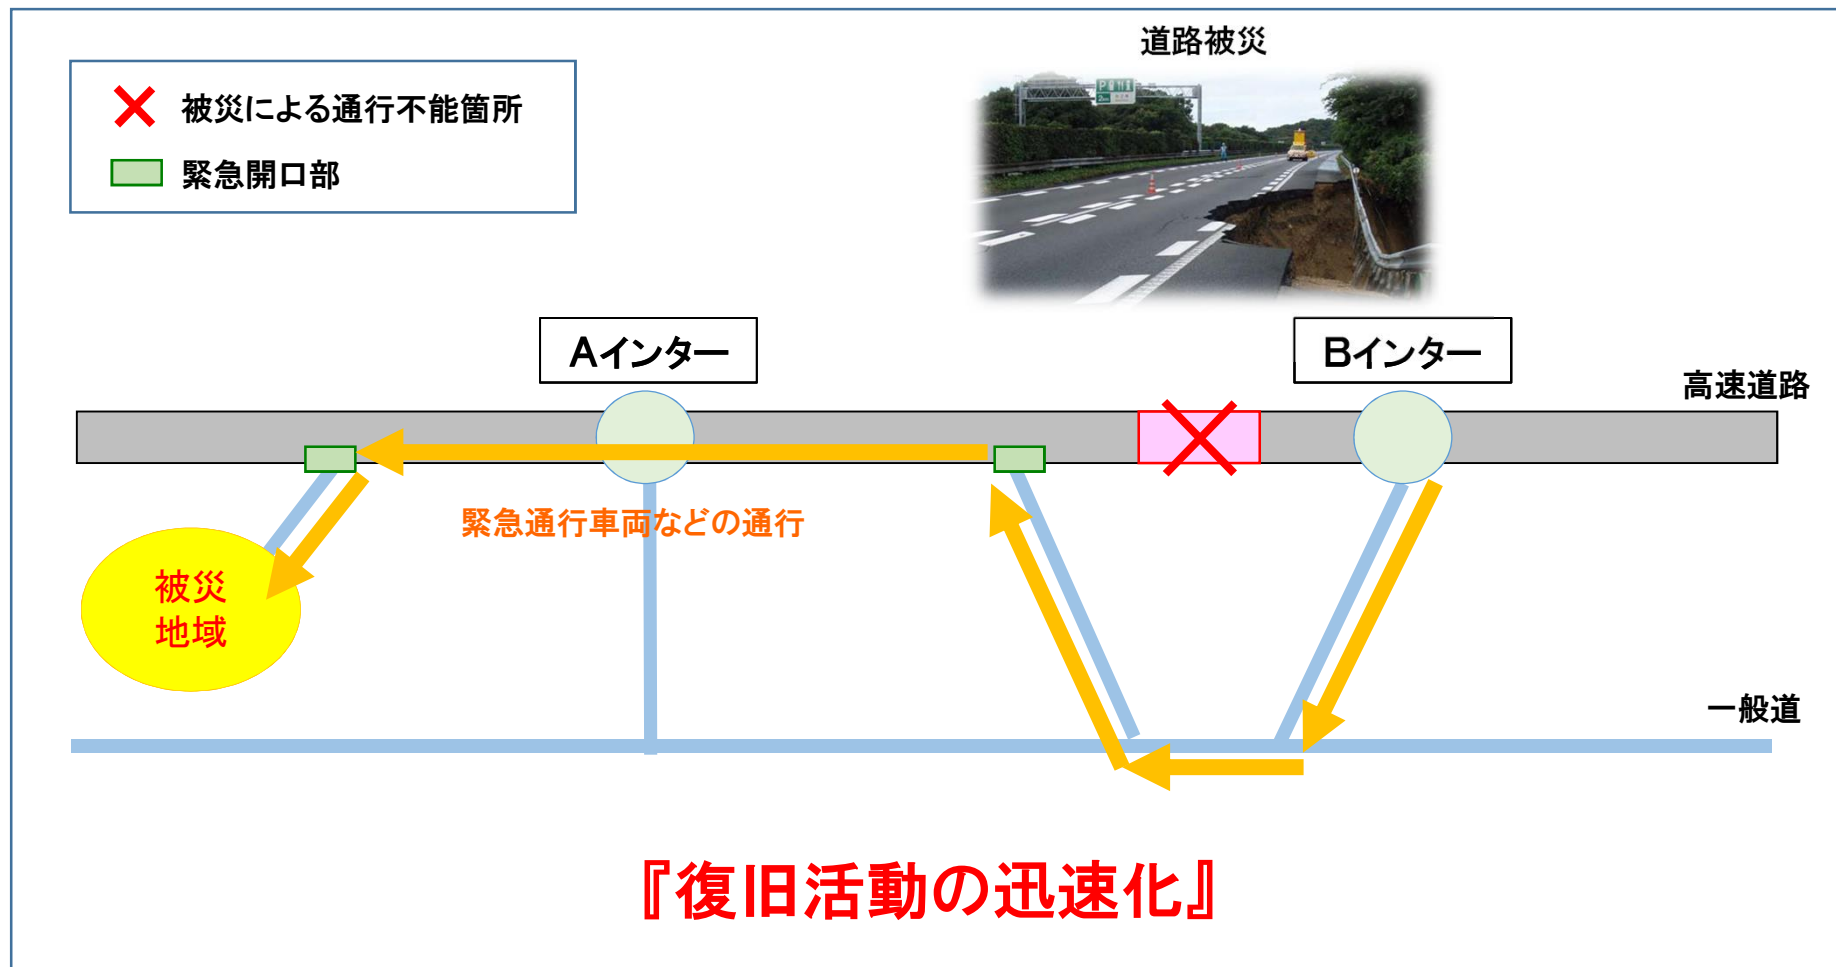 道路被災
被災による通行不能箇所
緊急開口部
Aインター
Bインター
高速道路
緊急通行車両などの通行
被災
地域
一般道
『復旧活動の迅速化』